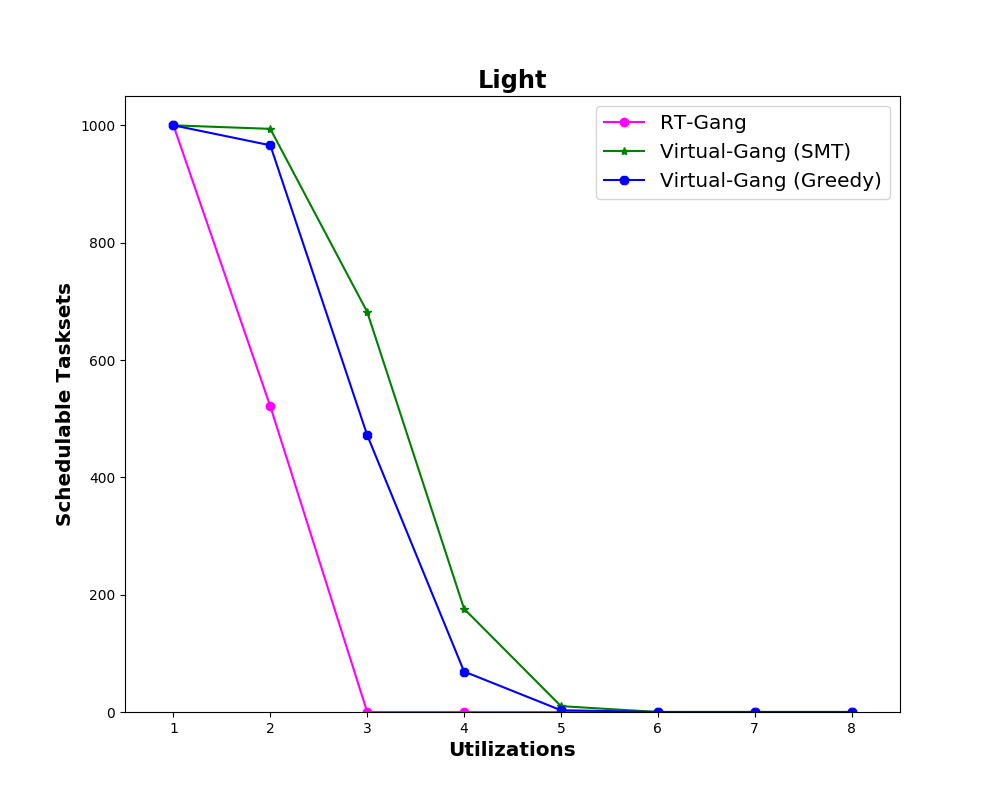 Light
RT-Gang
Virtual-Gang (SMT)
Virtual-Gang (Greedy)
Schedulable Tasksets
1000
800
600
400
200
0
1 2 3 4 5 6 7 8
Utilizations